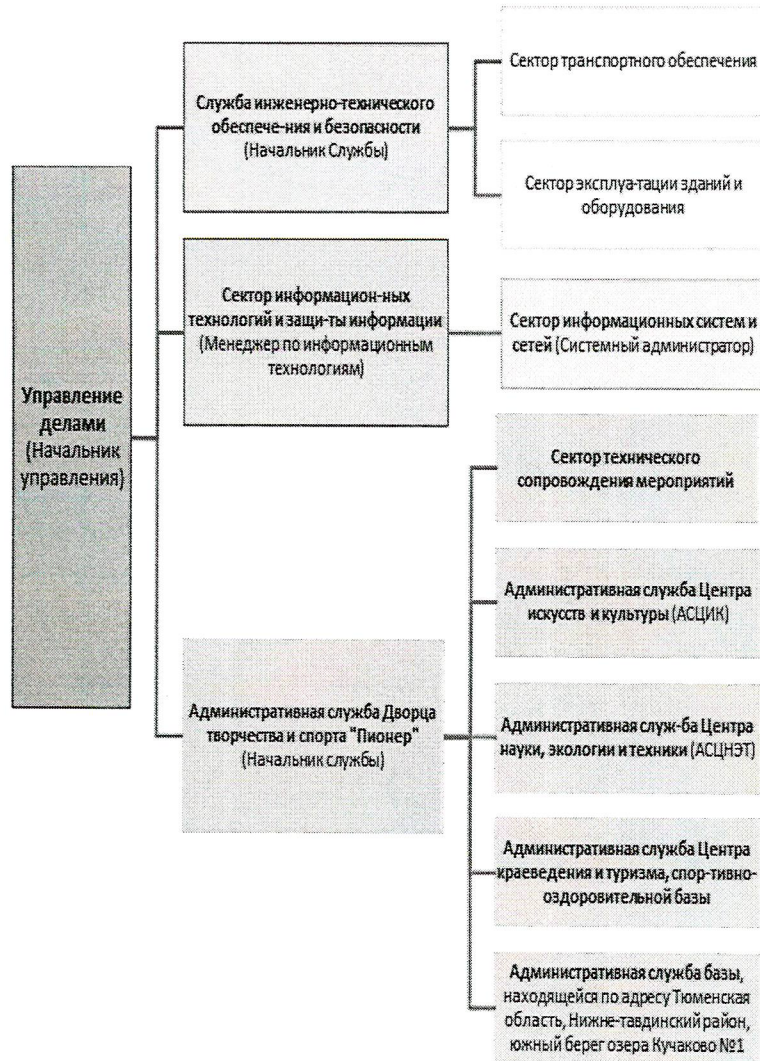 Управление
делами
(Начальник
управления)
Служба инженерно-технического
обеспече-ния и безопасности
(Начальник Службы)
Сектор транспортного обеспечения
Сектор эксплуа-тации зданий и
оборудования
Сектор информацион-ных
технологий и защи-ты информации
(Менеджер по информационным
технологиям)
Сектор информационных систем и
сетей (Системный администратор)
Административная служба Дворца
творчества и спорта "Пионер"
(Начальник службы)
Сектор технического
сопровождения мероприятий
Административная служба Центра
искусств и культуры (АСЦИК)
Административная служ-ба Центра
науки, экологии и техники (АСЦНЭТ)
Административная служба Центра
краеведения и туризма, спор-тивно-
оздоровительной базы
Административная служба базы,
находящейся по адресу Тюменская
область, Нижне-тавдинский район,
южный берег озера Кучаково №1